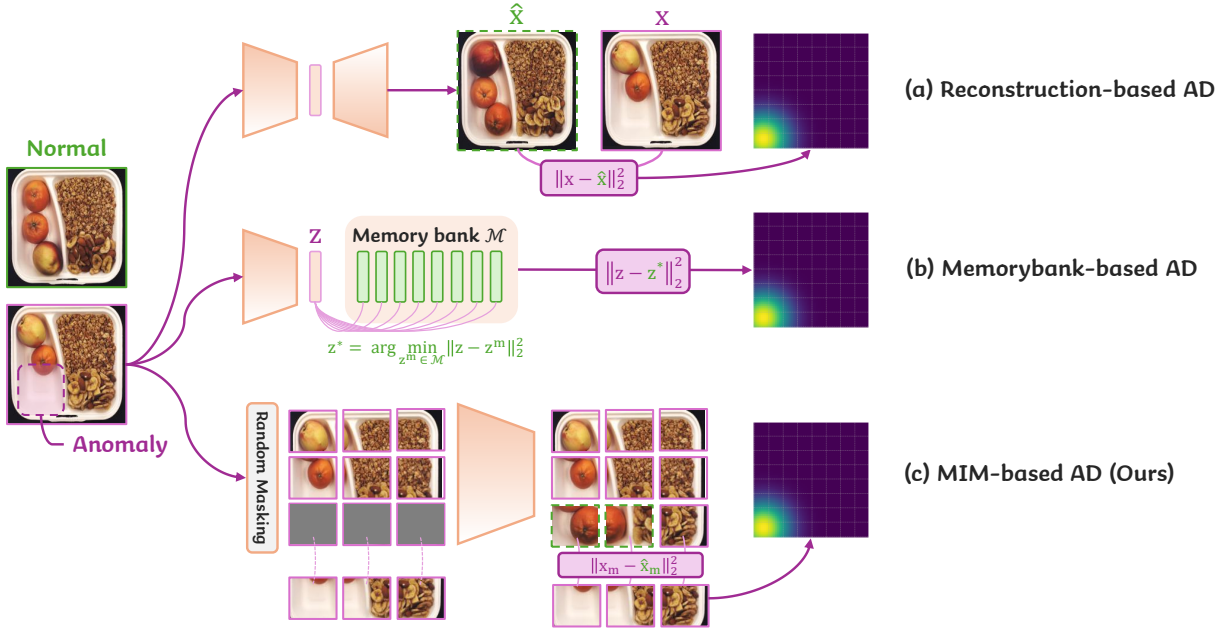 x̂
x
(a) Reconstruction-based AD
‖x − x̂‖₂²
Normal
z
Memory bank ℳ
‖z − z*‖₂²
(b) Memorybank-based AD
z* = arg min ‖z − zᵐ‖₂²
zᵐ ∈ ℳ
Anomaly
Random Masking
(c) MIM-based AD (Ours)
‖xₘ − x̂ₘ‖₂²